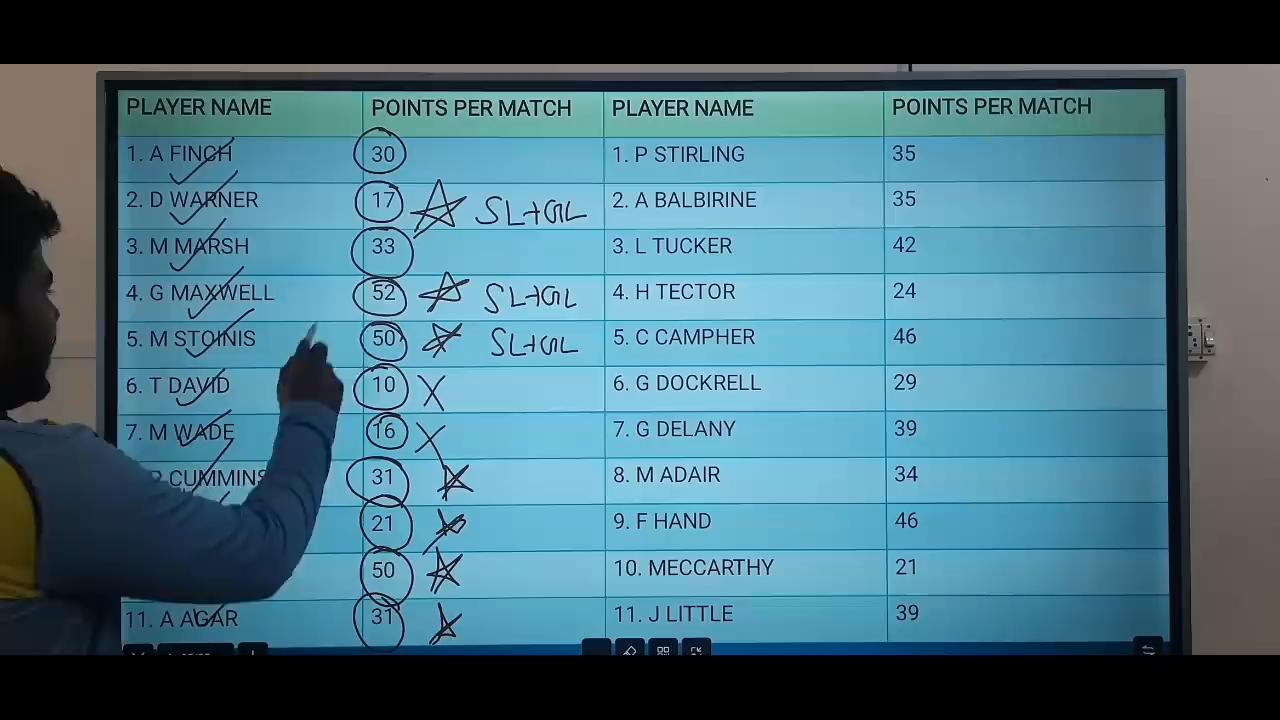 PLAYER NAME POINTS PER MATCH PLAYER NAME POINTS PER MATCH
1. A FINCH 30 1. P STIRLING 35
2. D WARNER 17 SL+GL 2. A BALBIRINE 35
3. M MARSH 33 3. L TUCKER 42
4. G MAXWELL 52 SL+GL 4. H TECTOR 24
5. M STOINIS 50 SL+GL 5. C CAMPHER 46
6. T DAVID 10 X 6. G DOCKRELL 29
7. M WADE 16 X 7. G DELANY 39
CUMMINS 31 8. M ADAIR 34
21 9. F HAND 46
50 10. MECCARTHY 21
11. A AGAR 31 11. J LITTLE 39